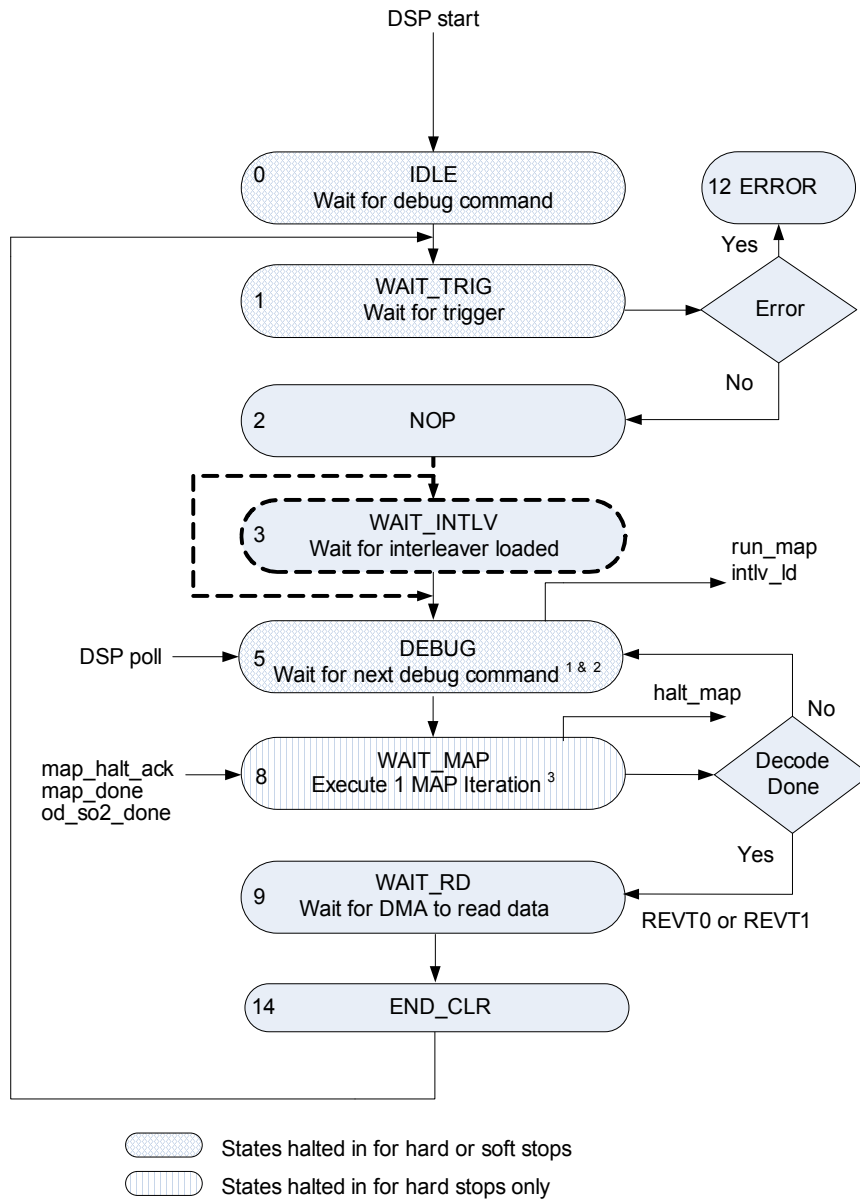 DSP start
0
IDLE
Wait for debug command
12 ERROR
Yes
1
WAIT_TRIG
Wait for trigger
Error
No
2
NOP
3
WAIT_INTLV
Wait for interleaver loaded
run_map
intlv_ld
DSP poll
5
DEBUG
Wait for next debug command 1 & 2
halt_map
No
map_halt_ack
map_done
od_so2_done
8
WAIT_MAP
Execute 1 MAP Iteration 3
Decode
Done
Yes
9
WAIT_RD
Wait for DMA to read data
REVT0 or REVT1
14
END_CLR
States halted in for hard or soft stops
States halted in for hard stops only